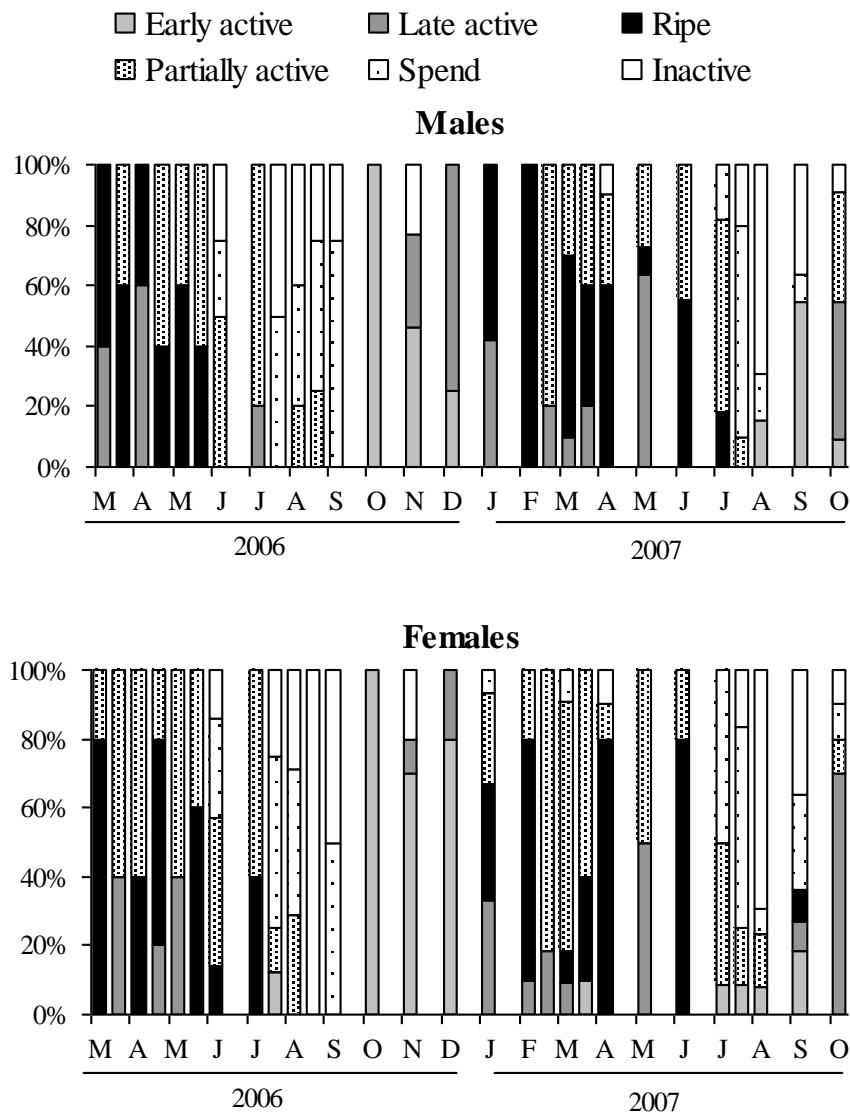 Early active Late active Ripe
Partially active Spend Inactive
Males
100%
80%
60%
40%
20%
0%
M A M J J A S O N D J F M A M J J A S O
2006 2007
Females
100%
80%
60%
40%
20%
0%
M A M J J A S O N D J F M A M J J A S O
2006 2007